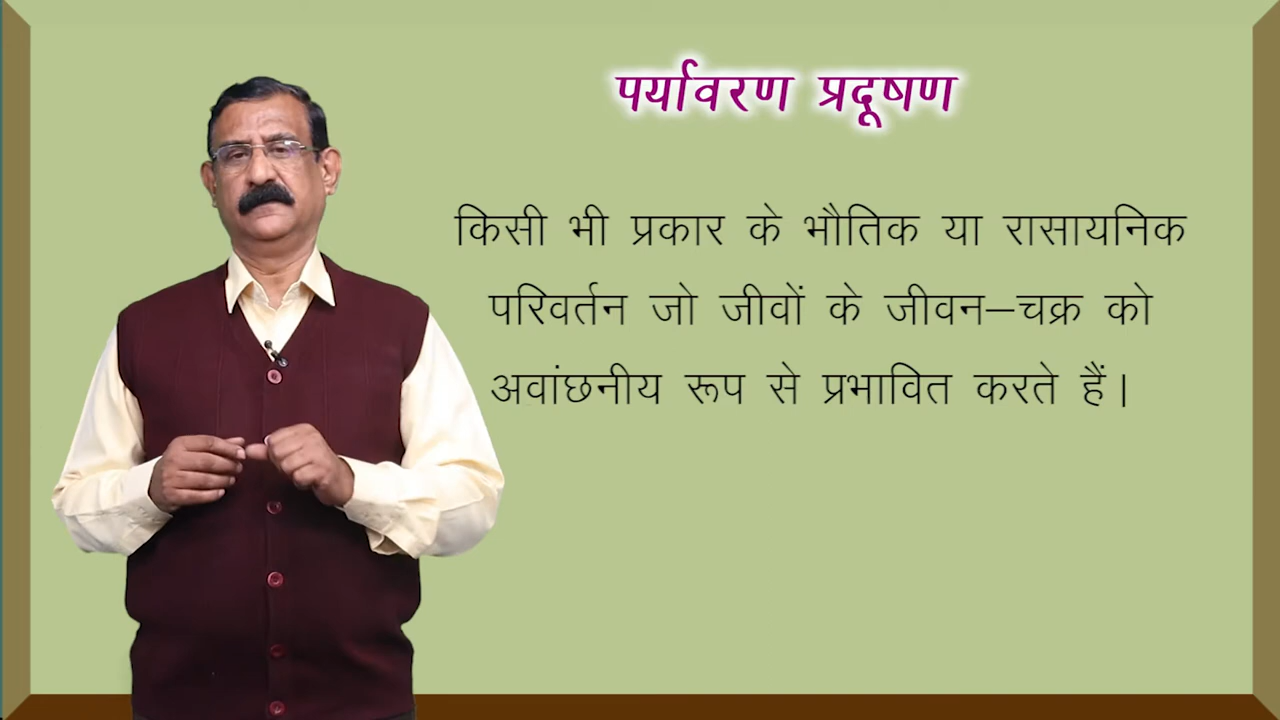 पर्यावरण प्रदूषण
किसी भी प्रकार के भौतिक या रासायनिक
परिवर्तन जो जीवों के जीवन–चक्र को
अवांछनीय रूप से प्रभावित करते हैं।